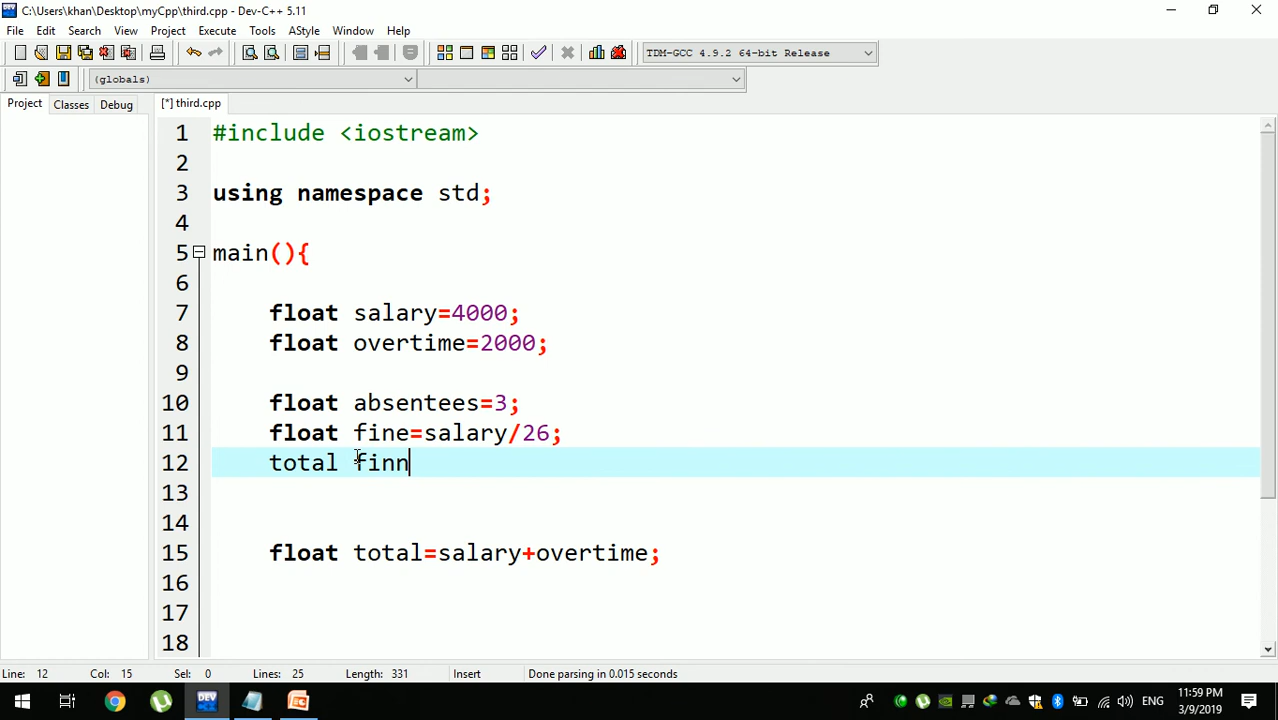 C:\Users\khan\Desktop\myCpp\third.cpp - Dev-C++ 5.11
File Edit Search View Project Execute Tools AStyle Window Help
TDM-GCC 4.9.2 64-bit Release
(globals)
Project Classes Debug [*] third.cpp
1 #include <iostream>
2
3 using namespace std;
4
5 main(){
6
7 float salary=4000;
8 float overtime=2000;
9
10 float absentees=3;
11 float fine=salary/26;
12 total finn
13
14
15 float total=salary+overtime;
16
17
18
Line: 12 Col: 15 Sel: 0 Lines: 25 Length: 331 Insert Done parsing in 0.015 seconds
ENG 11:59 PM
3/9/2019